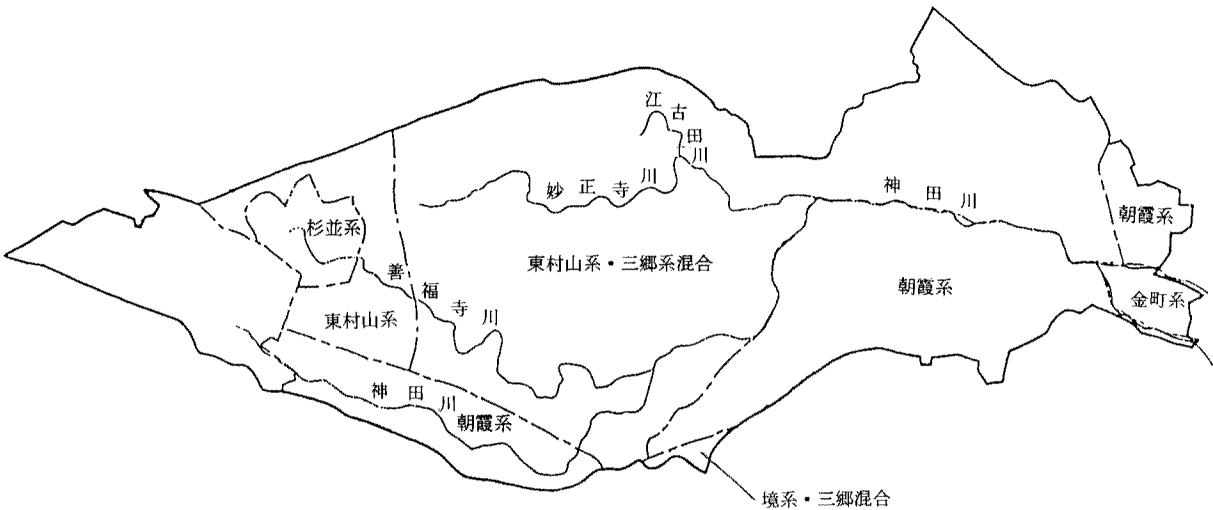 江古田川
妙正寺川
神田川
朝霞系
杉並系
善福寺川
東村山系・三郷系混合
朝霞系
金町系
東村山系
神田川
朝霞系
境系・三郷混合